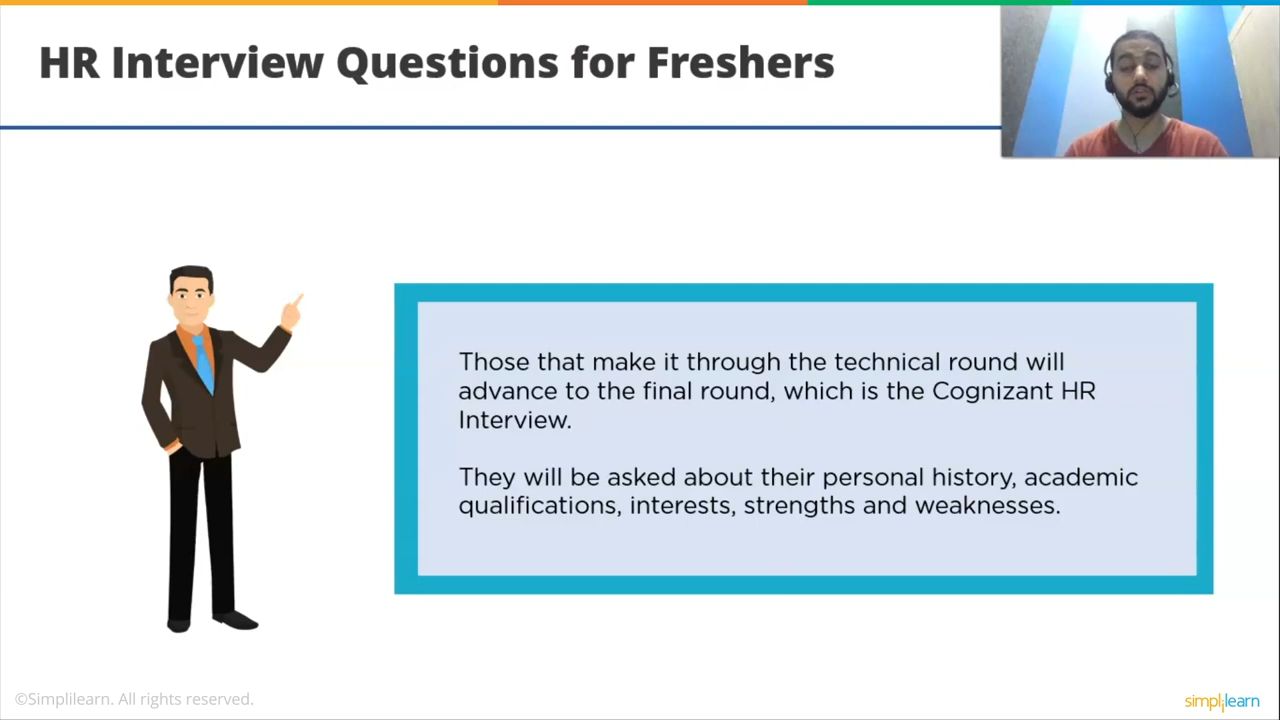 HR Interview Questions for Freshers
Those that make it through the technical round will
advance to the final round, which is the Cognizant HR
Interview.
They will be asked about their personal history, academic
qualifications, interests, strengths and weaknesses.
©Simplilearn. All rights reserved.
simplilearn